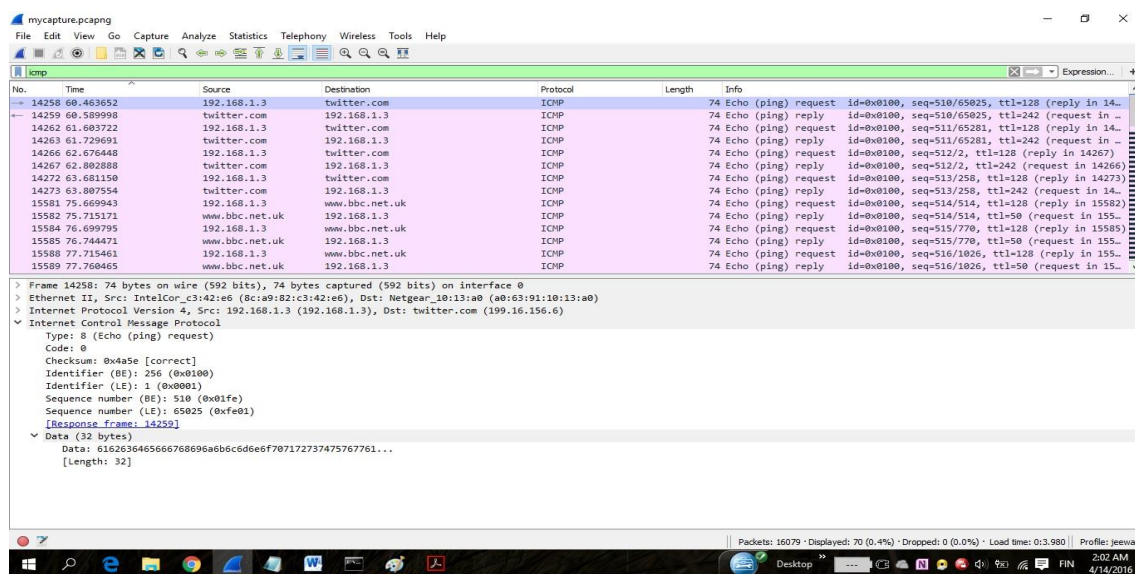 mycapture.pcapng
File Edit View Go Capture Analyze Statistics Telephony Wireless Tools Help
icmp Expression... +
No. Time Source Destination Protocol Length Info
14258 60.463652 192.168.1.3 twitter.com ICMP 74 Echo (ping) request id=0x0100, seq=510/65025, ttl=128 (reply in 14…
14259 60.589998 twitter.com 192.168.1.3 ICMP 74 Echo (ping) reply id=0x0100, seq=510/65025, ttl=242 (request in …
14262 61.603722 192.168.1.3 twitter.com ICMP 74 Echo (ping) request id=0x0100, seq=511/65281, ttl=128 (reply in 14…
14263 61.729691 twitter.com 192.168.1.3 ICMP 74 Echo (ping) reply id=0x0100, seq=511/65281, ttl=242 (request in …
14266 62.676448 192.168.1.3 twitter.com ICMP 74 Echo (ping) request id=0x0100, seq=512/2, ttl=128 (reply in 14267)
14267 62.802888 twitter.com 192.168.1.3 ICMP 74 Echo (ping) reply id=0x0100, seq=512/2, ttl=242 (request in 14266)
14272 63.681150 192.168.1.3 twitter.com ICMP 74 Echo (ping) request id=0x0100, seq=513/258, ttl=128 (reply in 14273)
14273 63.807554 twitter.com 192.168.1.3 ICMP 74 Echo (ping) reply id=0x0100, seq=513/258, ttl=242 (request in 14…
15581 75.669943 192.168.1.3 www.bbc.net.uk ICMP 74 Echo (ping) request id=0x0100, seq=514/514, ttl=128 (reply in 15582)
15582 75.715171 www.bbc.net.uk 192.168.1.3 ICMP 74 Echo (ping) reply id=0x0100, seq=514/514, ttl=50 (request in 155…
15584 76.699795 192.168.1.3 www.bbc.net.uk ICMP 74 Echo (ping) request id=0x0100, seq=515/770, ttl=128 (reply in 15585)
15585 76.744471 www.bbc.net.uk 192.168.1.3 ICMP 74 Echo (ping) reply id=0x0100, seq=515/770, ttl=50 (request in 155…
15588 77.715461 192.168.1.3 www.bbc.net.uk ICMP 74 Echo (ping) request id=0x0100, seq=516/1026, ttl=128 (reply in 155…
15589 77.760465 www.bbc.net.uk 192.168.1.3 ICMP 74 Echo (ping) reply id=0x0100, seq=516/1026, ttl=50 (request in 15…
Frame 14258: 74 bytes on wire (592 bits), 74 bytes captured (592 bits) on interface 0
Ethernet II, Src: IntelCor_c3:42:e6 (8c:a9:82:c3:42:e6), Dst: Netgear_10:13:a0 (a0:63:91:10:13:a0)
Internet Protocol Version 4, Src: 192.168.1.3 (192.168.1.3), Dst: twitter.com (199.16.156.6)
Internet Control Message Protocol
Type: 8 (Echo (ping) request)
Code: 0
Checksum: 0x4a5e [correct]
Identifier (BE): 256 (0x0100)
Identifier (LE): 1 (0x0001)
Sequence number (BE): 510 (0x01fe)
Sequence number (LE): 65025 (0xfe01)
[Response frame: 14259]
Data (32 bytes)
Data: 6162636465666768696a6b6c6d6e6f707172737475767761...
[Length: 32]
Packets: 16079 · Displayed: 70 (0.4%) · Dropped: 0 (0.0%) · Load time: 0:3.980 Profile: jeewa
Desktop FIN 2:02 AM
4/14/2016